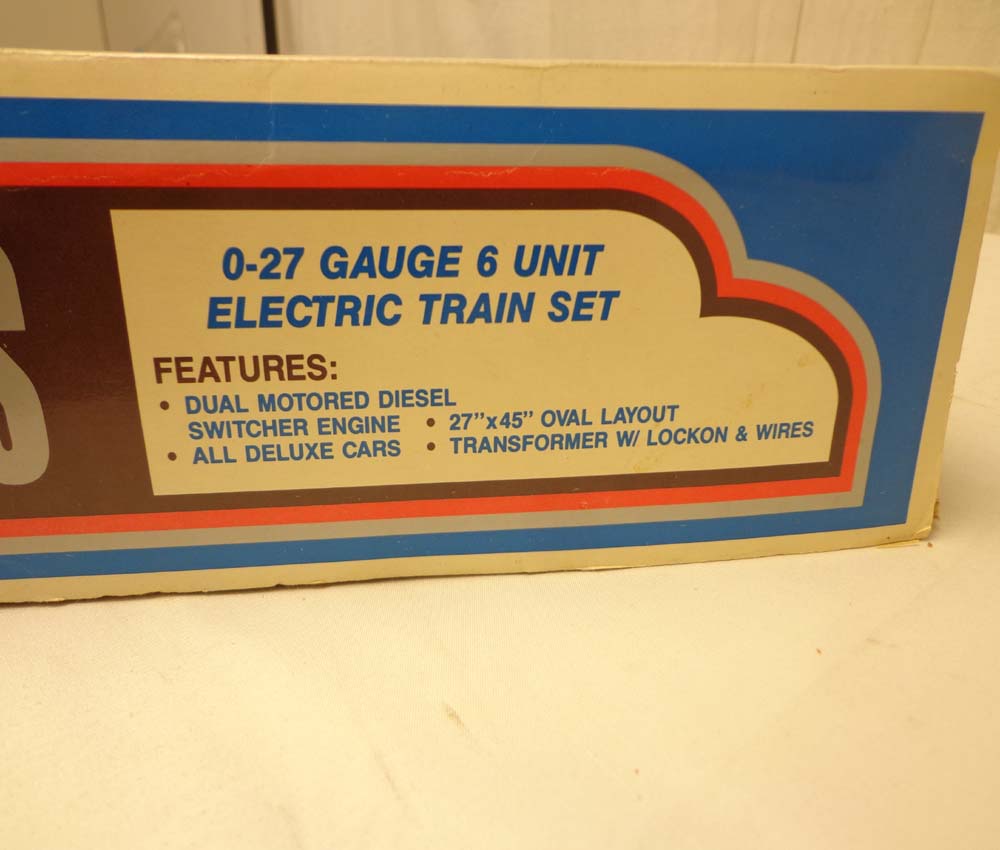 S
0-27 GAUGE 6 UNIT
ELECTRIC TRAIN SET
FEATURES:
• DUAL MOTORED DIESEL
SWITCHER ENGINE
• ALL DELUXE CARS
• 27”x45” OVAL LAYOUT
• TRANSFORMER W/ LOCKON & WIRES